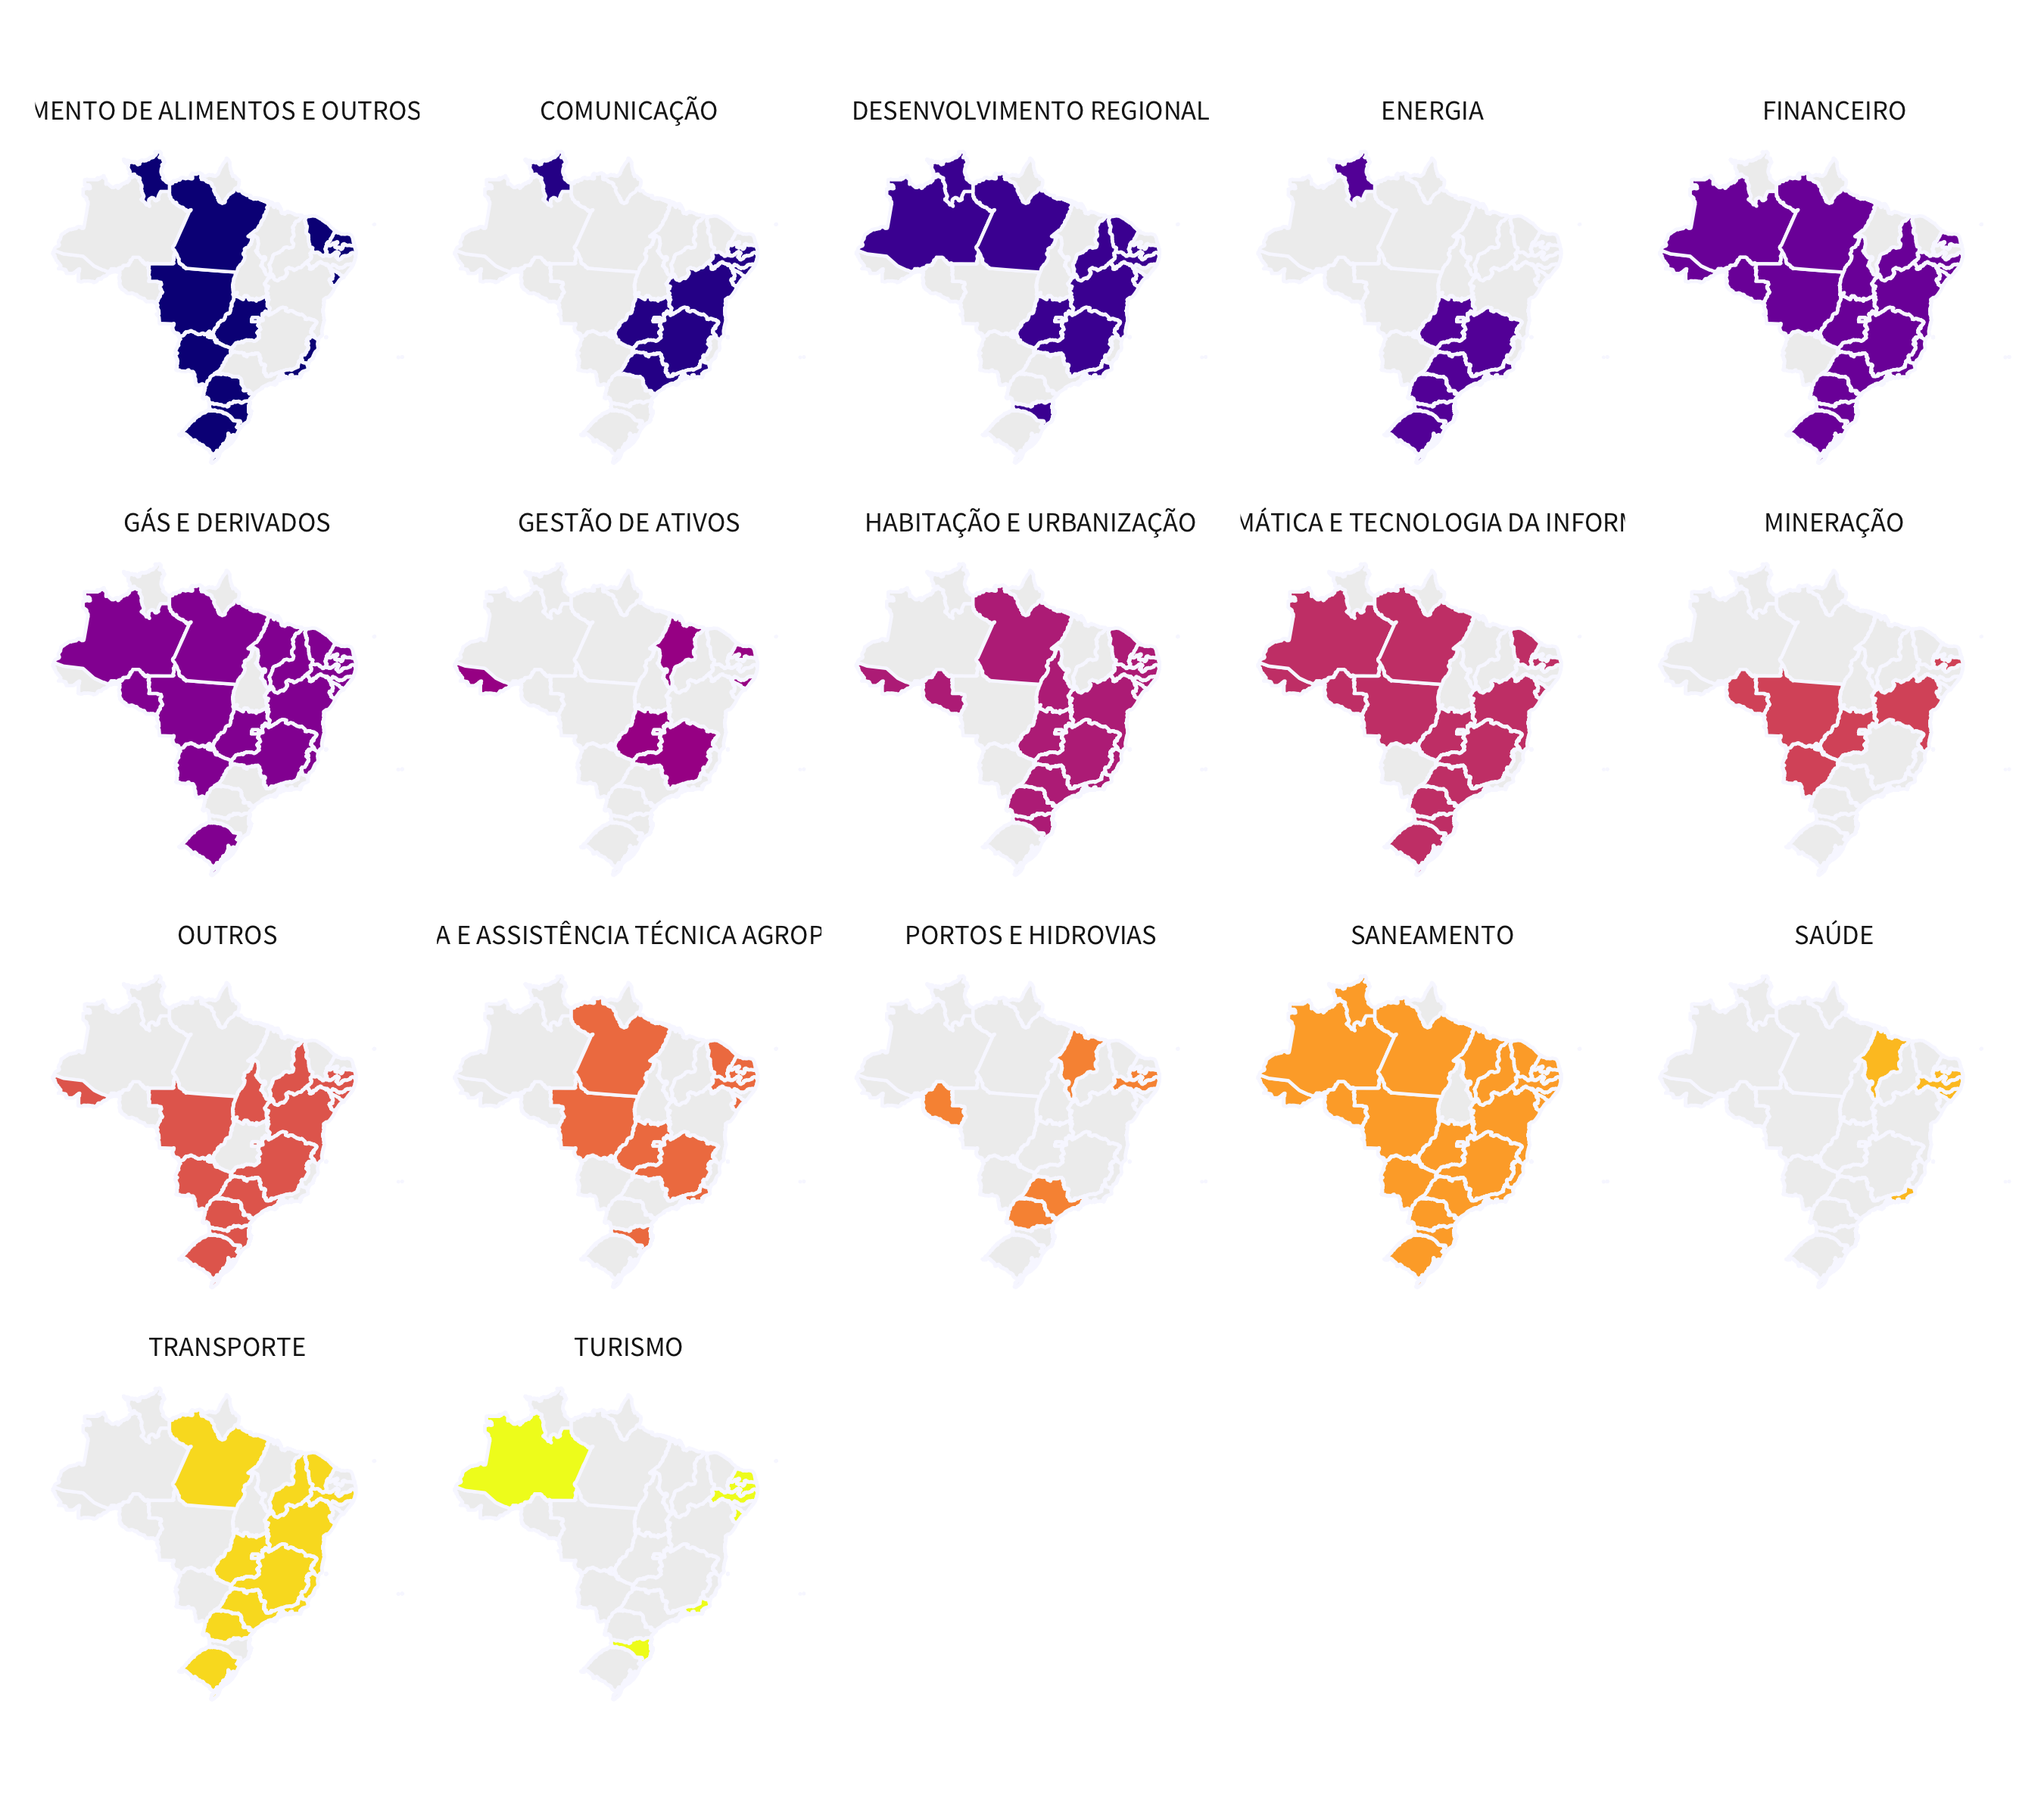 MENTO DE ALIMENTOS E OUTROS
COMUNICAÇÃO
DESENVOLVIMENTO REGIONAL
ENERGIA
FINANCEIRO
GÁS E DERIVADOS
GESTÃO DE ATIVOS
HABITAÇÃO E URBANIZAÇÃO
MÁTICA E TECNOLOGIA DA INFORM
MINERAÇÃO
OUTROS
A E ASSISTÊNCIA TÉCNICA AGROP
PORTOS E HIDROVIAS
SANEAMENTO
SAÚDE
TRANSPORTE
TURISMO